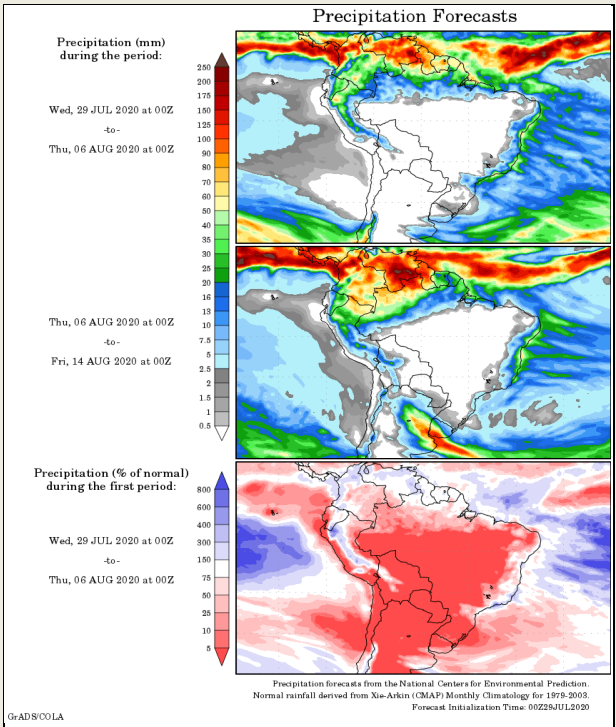 Precipitation Forecasts
Precipitation (mm)
during the period:
Wed, 29 JUL 2020 at 00Z
-to-
Thu, 06 AUG 2020 at 00Z
250
200
175
150
125
100
90
80
70
60
50
40
35
30
25
20
16
13
10
7.5
5
2.5
2
1.5
1
0.5
Thu, 06 AUG 2020 at 00Z
-to-
Fri, 14 AUG 2020 at 00Z
Precipitation (% of normal)
during the first period:
Wed, 29 JUL 2020 at 00Z
-to-
Thu, 06 AUG 2020 at 00Z
800
600
400
300
150
75
50
25
10
5
Precipitation forecasts from the National Centers for Environmental Prediction.
Normal rainfall derived from Xie-Arkin (CMAP) Monthly Climatology for 1979-2003.
Forecast Initialization Time: 00Z29JUL2020
GrADS/COLA